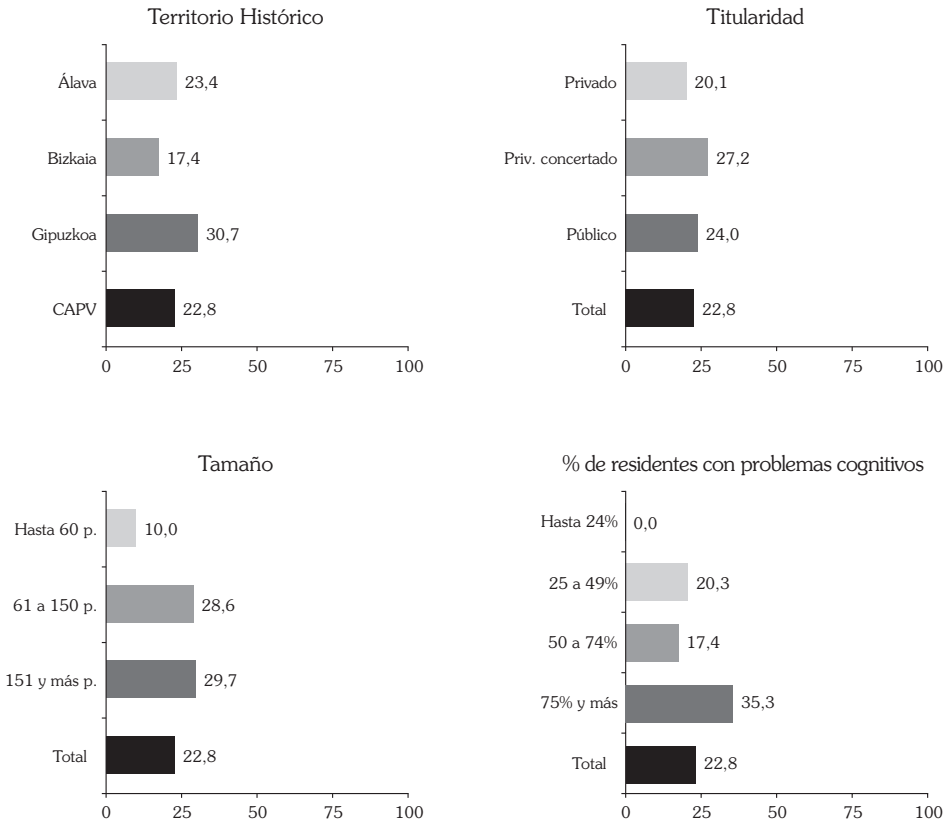 Territorio Histórico
Álava 23,4
Bizkaia 17,4
Gipuzkoa 30,7
CAPV 22,8
0 25 50 75 100
Titularidad
Privado 20,1
Priv. concertado 27,2
Público 24,0
Total 22,8
0 25 50 75 100
Tamaño
Hasta 60 p. 10,0
61 a 150 p. 28,6
151 y más p. 29,7
Total 22,8
0 25 50 75 100
% de residentes con problemas cognitivos
Hasta 24% 0,0
25 a 49% 20,3
50 a 74% 17,4
75% y más 35,3
Total 22,8
0 25 50 75 100